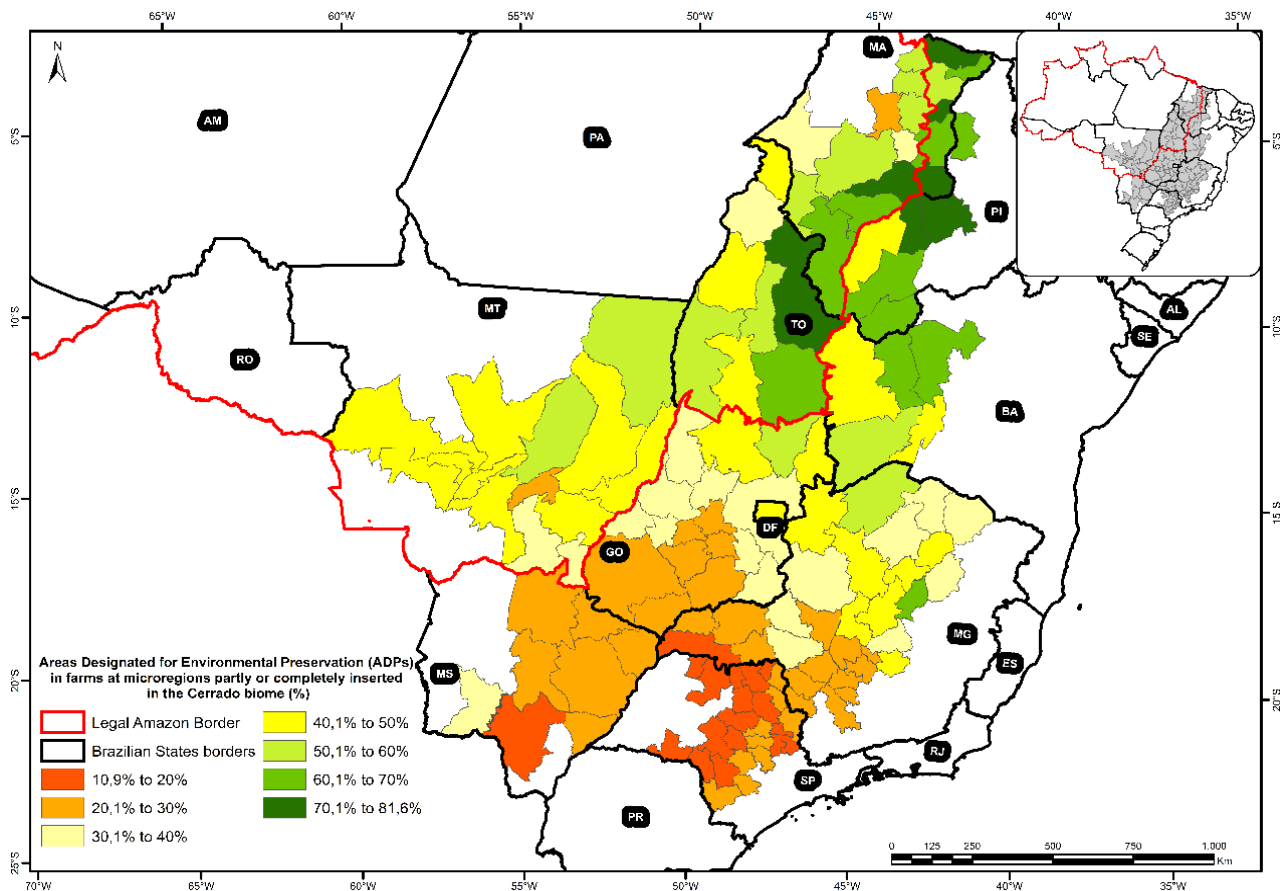 65°W 60°W 55°W 50°W 45°W 40°W 35°W
N
MA
AM
PA
5°S
5°S
PI
MT
TO
AL
10°S
10°S
SE
RO
BA
15°S
15°S
DF
GO
MG
ES
MS
20°S
20°S
RJ
SP
PR
25°S
Areas Designated for Environmental Preservation (ADPs)
in farms at microregions partly or completely inserted
in the Cerrado biome (%)
Legal Amazon Border
Brazilian States borders
10,9% to 20%
20,1% to 30%
30,1% to 40%
40,1% to 50%
50,1% to 60%
60,1% to 70%
70,1% to 81,6%
0 125 250 500 750 1.000
Km
70°W 65°W 60°W 55°W 50°W 45°W 40°W